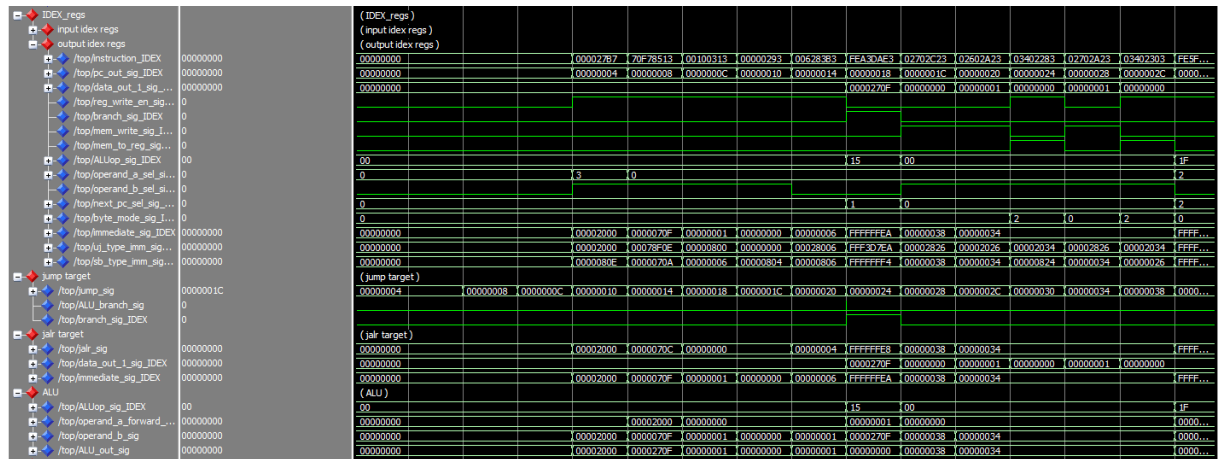 IDEX_regs (IDEX_regs)
input idex regs (input idex regs)
output idex regs (output idex regs)
/top/instruction_IDEX 00000000 00000000 000027B7 70F78513 00100313 00000293 006283B3 FEA3DAE3 02702C23 02602A23 03402283 02702A23 03402303 FE5F...
/top/pc_out_sig_IDEX 00000000 00000000 00000004 00000008 0000000C 00000010 00000014 00000018 0000001C 00000020 00000024 00000028 0000002C 0000...
/top/data_out_1_sig_... 00000000 00000000 0000270F 00000000 00000001 00000000 00000001 00000000
/top/reg_write_en_sig... 0
/top/branch_sig_IDEX 0
/top/mem_write_sig_I... 0
/top/mem_to_reg_sig... 0
/top/ALUop_sig_IDEX 00 00 15 00 1F
/top/operand_a_sel_si... 0 0 3 0 2
/top/operand_b_sel_si... 0
/top/next_pc_sel_sig_... 0 0 1 0 2
/top/byte_mode_sig_I... 0 0 2 0 2 0
/top/immediate_sig_IDEX 00000000 00000000 00002000 0000070F 00000001 00000000 00000006 FFFFFFEA 00000038 00000034 FFFF...
/top/uj_type_imm_sig... 00000000 00000000 00002000 00078F0E 00000800 00000000 00028006 FFF3D7EA 00002826 00002026 00002034 00002826 00002034 FFFF...
/top/sb_type_imm_sig... 00000000 00000000 0000080E 0000070A 00000006 00000804 00000806 FFFFFFF4 00000038 00000034 00000824 00000034 00000026 FFFF...
jump target (jump target)
/top/jump_sig 0000001C 00000004 00000008 0000000C 00000010 00000014 00000018 0000001C 00000020 00000024 00000028 0000002C 00000030 00000034 00000038 0000...
/top/ALU_branch_sig 0
/top/branch_sig_IDEX 0
jalr target (jalr target)
/top/jalr_sig 00000000 00000000 00002000 0000070C 00000000 00000004 FFFFFFE8 00000038 00000034 FFFF...
/top/data_out_1_sig_IDEX 00000000 00000000 0000270F 00000000 00000001 00000000 00000001 00000000
/top/immediate_sig_IDEX 00000000 00000000 00002000 0000070F 00000001 00000000 00000006 FFFFFFEA 00000038 00000034 FFFF...
ALU (ALU)
/top/ALUop_sig_IDEX 00 00 15 00 1F
/top/operand_a_forward_... 00000000 00000000 00002000 00000000 00000001 00000000 0000...
/top/operand_b_sig 00000000 00000000 00002000 0000070F 00000001 00000000 00000001 0000270F 00000038 00000034 0000...
/top/ALU_out_sig 00000000 00000000 00002000 0000270F 00000001 00000000 00000001 00000000 00000038 00000034 0000...